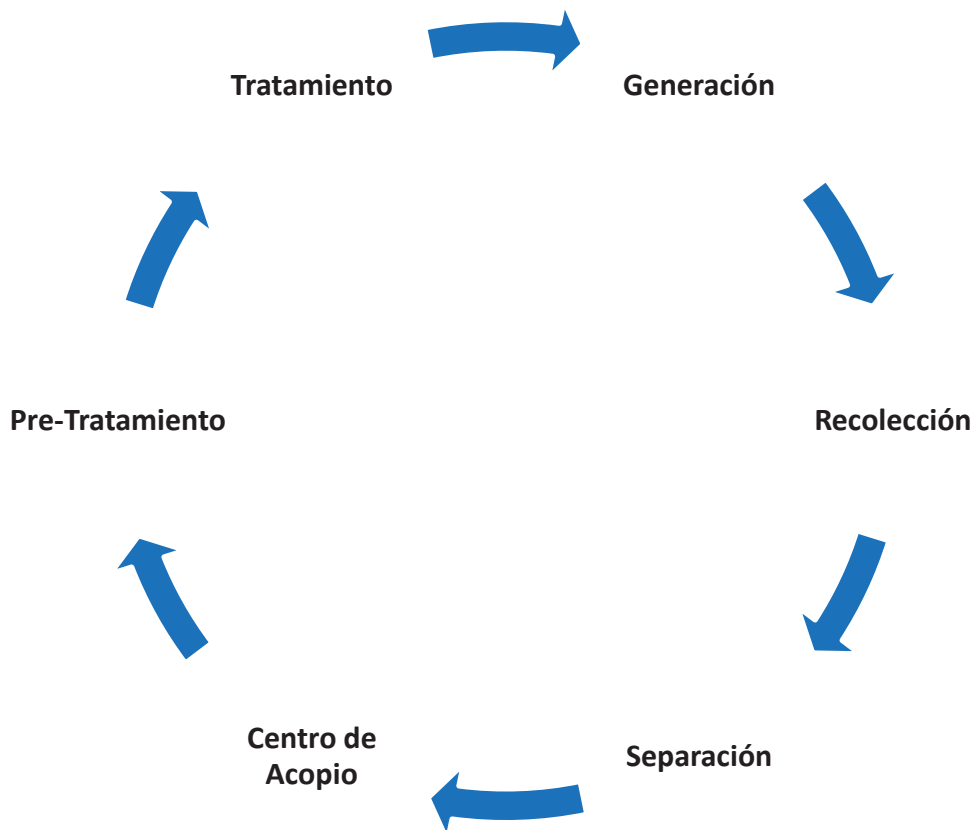 Tratamiento
Generación
Pre-Tratamiento
Recolección
Centro de
Acopio
Separación